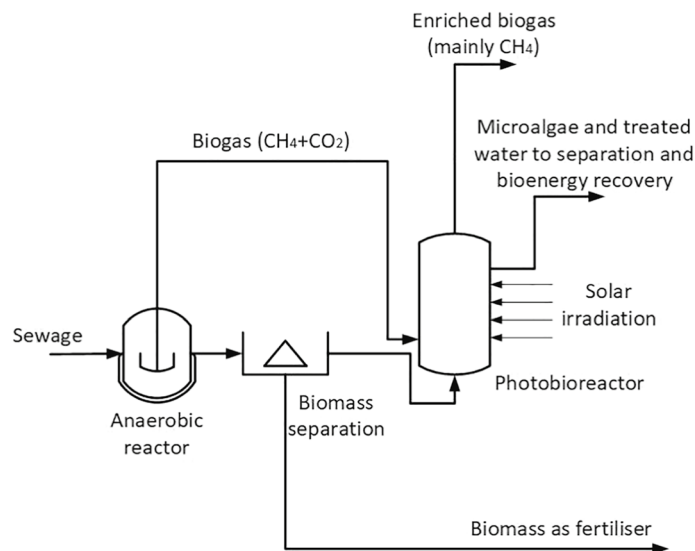 Enriched biogas
(mainly CH4)
Microalgae and treated
water to separation and
bioenergy recovery
Biogas (CH4+CO2)
Solar
irradiation
Sewage
Photobioreactor
Anaerobic
reactor
Biomass
separation
Biomass as fertiliser